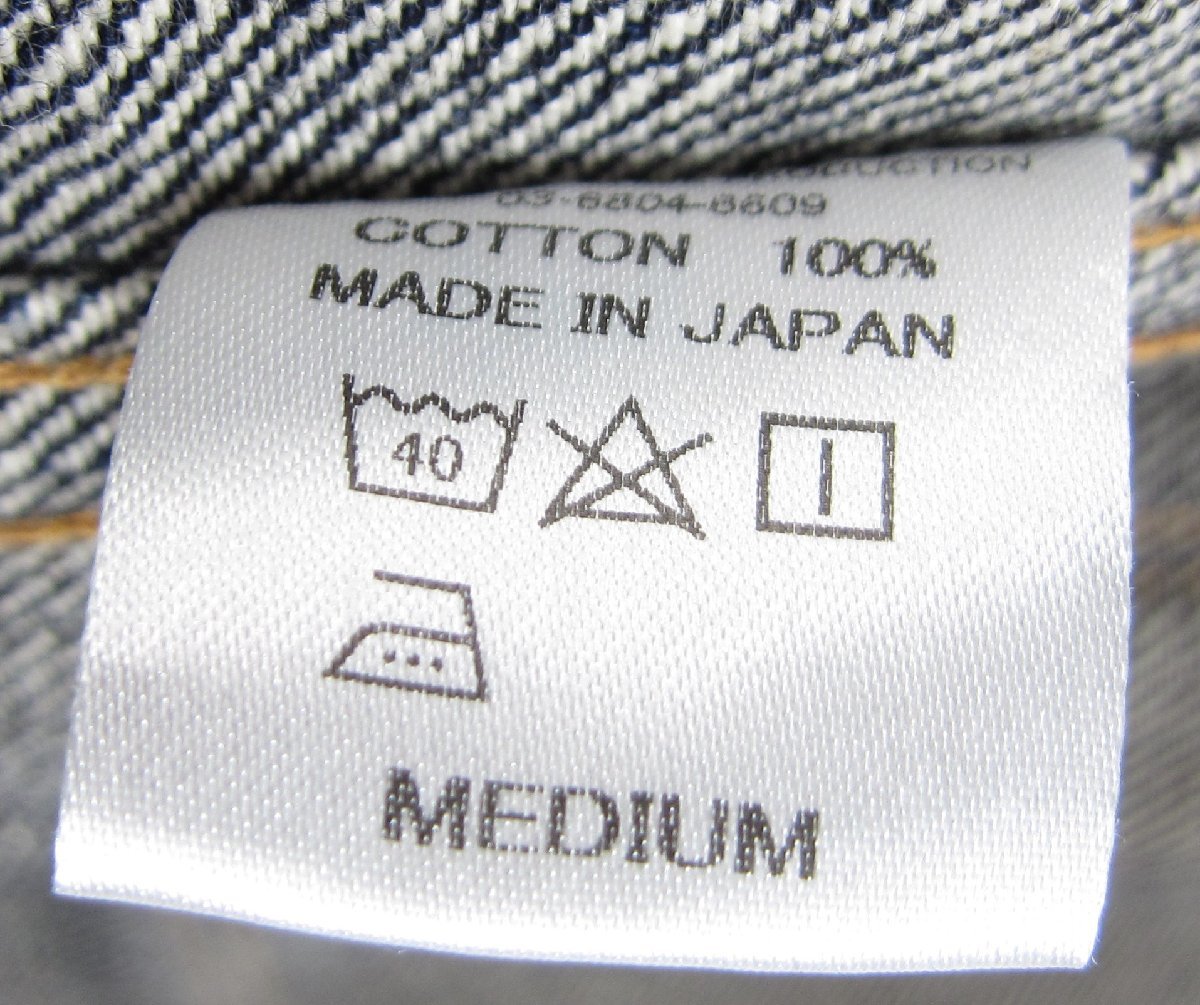 03-6804-8609
COTTON 100%
MADE IN JAPAN
40
MEDIUM